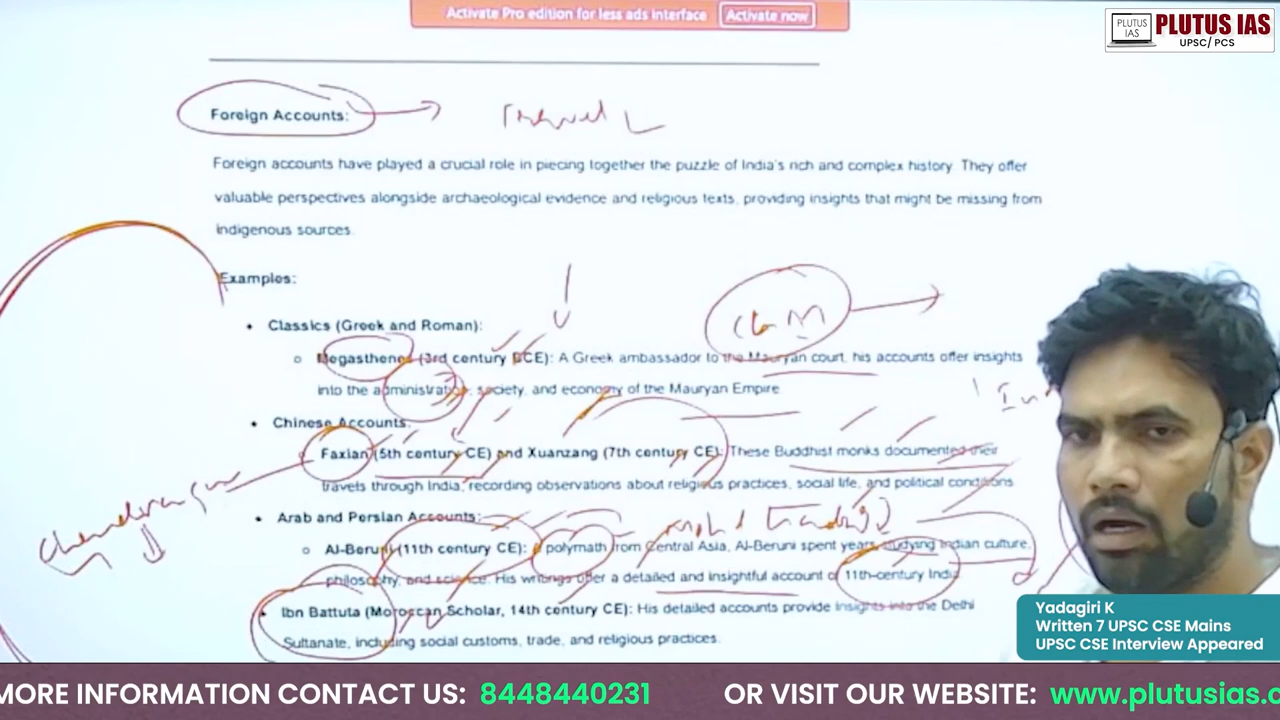 Activate Pro edition for less ads interface Activate now
PLUTUS IAS
PLUTUS IAS
UPSC/ PCS
Foreign Accounts:
Foreign accounts have played a crucial role in piecing together the puzzle of India's rich and complex history. They offer
valuable perspectives alongside archaeological evidence and religious texts, providing insights that might be missing from
indigenous sources.
Examples:
• Classics (Greek and Roman):
o Megasthenes (3rd century BCE): A Greek ambassador to the Mauryan court, his accounts offer insights
into the administration, society, and economy of the Mauryan Empire
• Chinese Accounts:
Faxian (5th century CE) and Xuanzang (7th century CE): These Buddhist monks documented their
travels through India, recording observations about religious practices, social life, and political conditions
• Arab and Persian Accounts:
o Al-Beruni (11th century CE): A polymath from Central Asia, Al-Beruni spent years studying Indian culture,
philosophy, and science. His writings offer a detailed and insightful account of 11th-century India
• Ibn Battuta (Moroccan Scholar, 14th century CE): His detailed accounts provide insights into the Delhi
Sultanate, including social customs, trade, and religious practices.
Yadagiri K
Written 7 UPSC CSE Mains
UPSC CSE Interview Appeared
MORE INFORMATION CONTACT US: 8448440231 OR VISIT OUR WEBSITE: www.plutusias.c